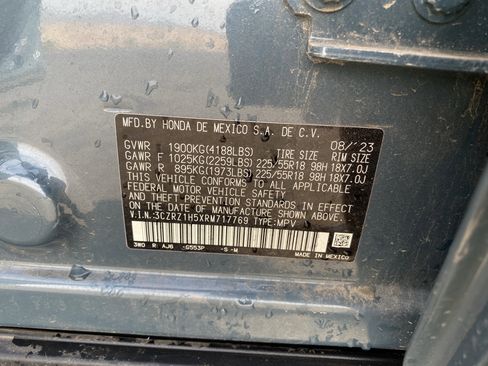 MFD.BY HONDA DE MEXICO S.A. DE C.V.
GVWR 1900KG(4188LBS) 08/'23
TIRE SIZE RIM SIZE
GAWR F 1025KG(2259LBS) 225/55R18 98H 18X7.0J
GAWR R 895KG(1973LBS) 225/55R18 98H 18X7.0J
THIS VEHICLE CONFORMS TO ALL APPLICABLE
FEDERAL MOTOR VEHICLE SAFETY
AND THEFT PREVENTION STANDARDS IN EFFECT
ON THE DATE OF MANUFACTURE SHOWN ABOVE.
V.I.N.:3CZRZ1H5XRM717769 TYPE:MPV
3W0 R AJ6 -G553P -S-M MADE IN MEXICO